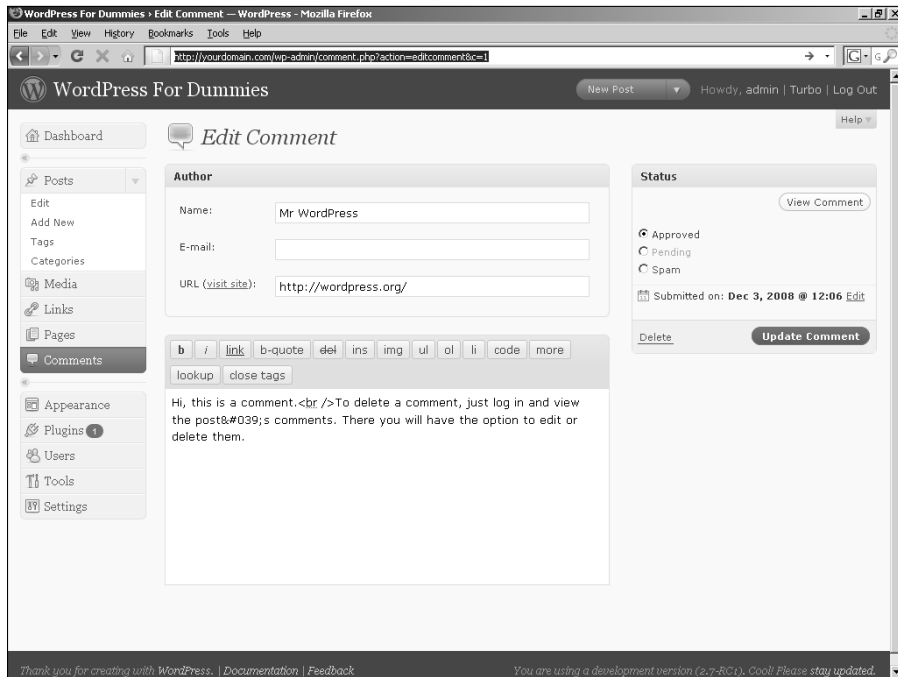 WordPress For Dummies › Edit Comment — WordPress - Mozilla Firefox
File Edit View History Bookmarks Tools Help
http://yourdomain.com/wp-admin/comment.php?action=editcomment&c=1
G G
WordPress For Dummies
New Post
Howdy, admin | Turbo | Log Out
Help
Dashboard
Posts
Edit
Add New
Tags
Categories
Media
Links
Pages
Comments
Appearance
Plugins 1
Users
Tools
Settings
Edit Comment
Author
Name: Mr WordPress
E-mail:
URL (visit site): http://wordpress.org/
b i link b-quote del ins img ul ol li code more
lookup close tags
Hi, this is a comment.<br />To delete a comment, just log in and view
the post&#039;s comments. There you will have the option to edit or
delete them.
Status
View Comment
Approved
Pending
Spam
Submitted on: Dec 3, 2008 @ 12:06 Edit
Delete Update Comment
Thank you for creating with WordPress. | Documentation | Feedback
You are using a development version (2.7-RC1). Cool! Please stay updated.